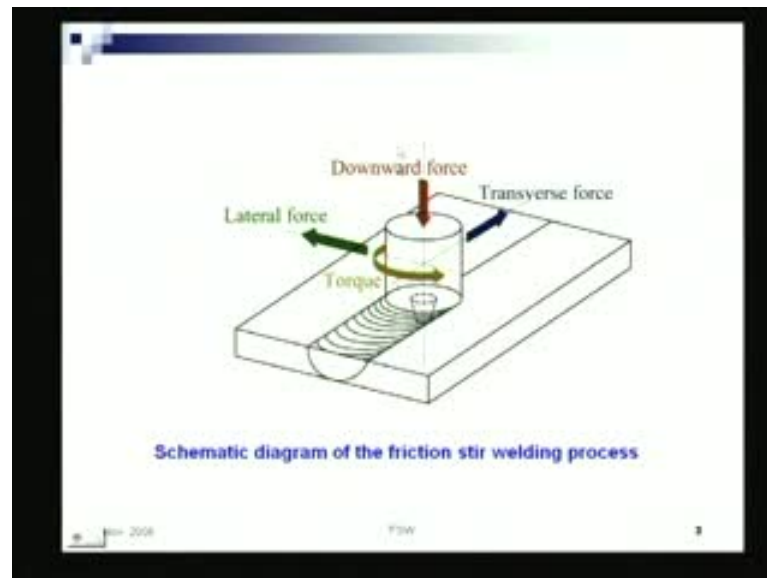 Downward force
Transverse force
Lateral force
Torque
Schematic diagram of the friction stir welding process
2008
FSW
3